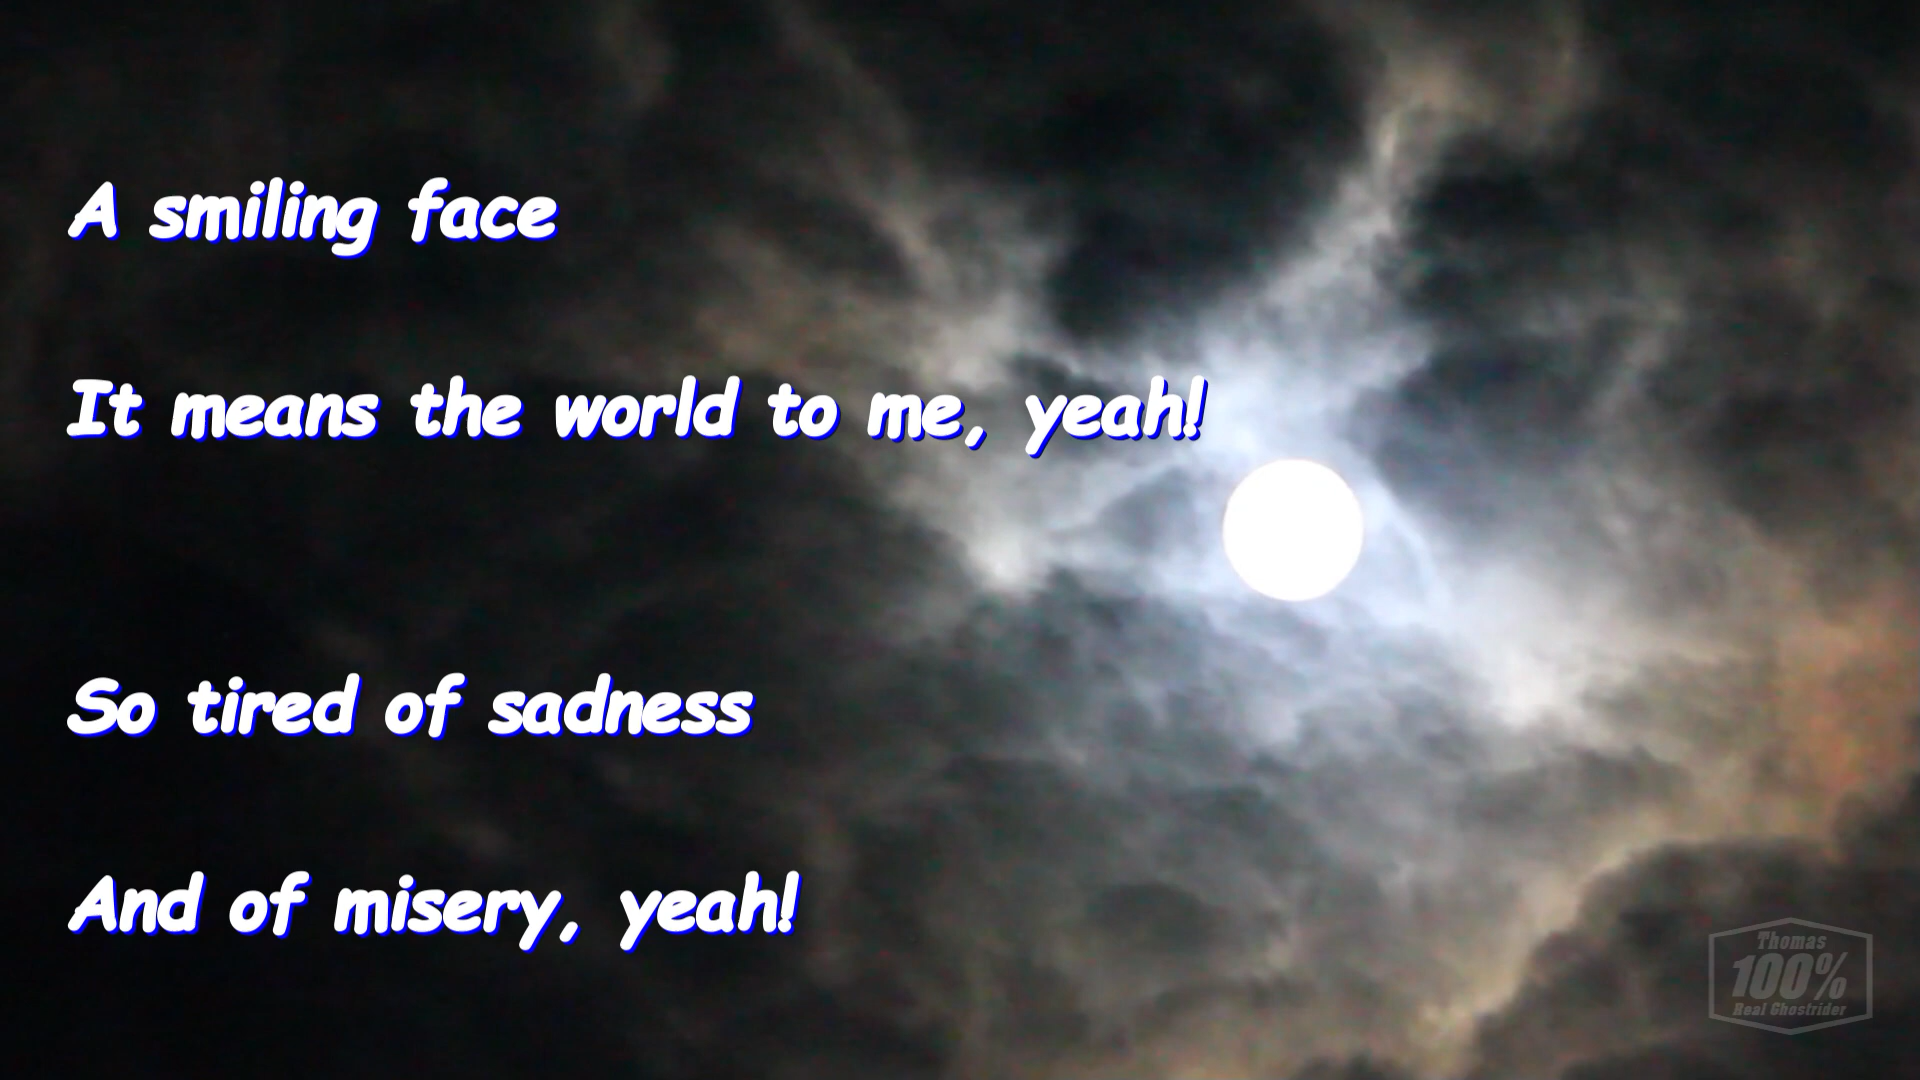 A smiling face
It means the world to me, yeah!
So tired of sadness
And of misery, yeah!
Thomas
100%
Real Ghostrider